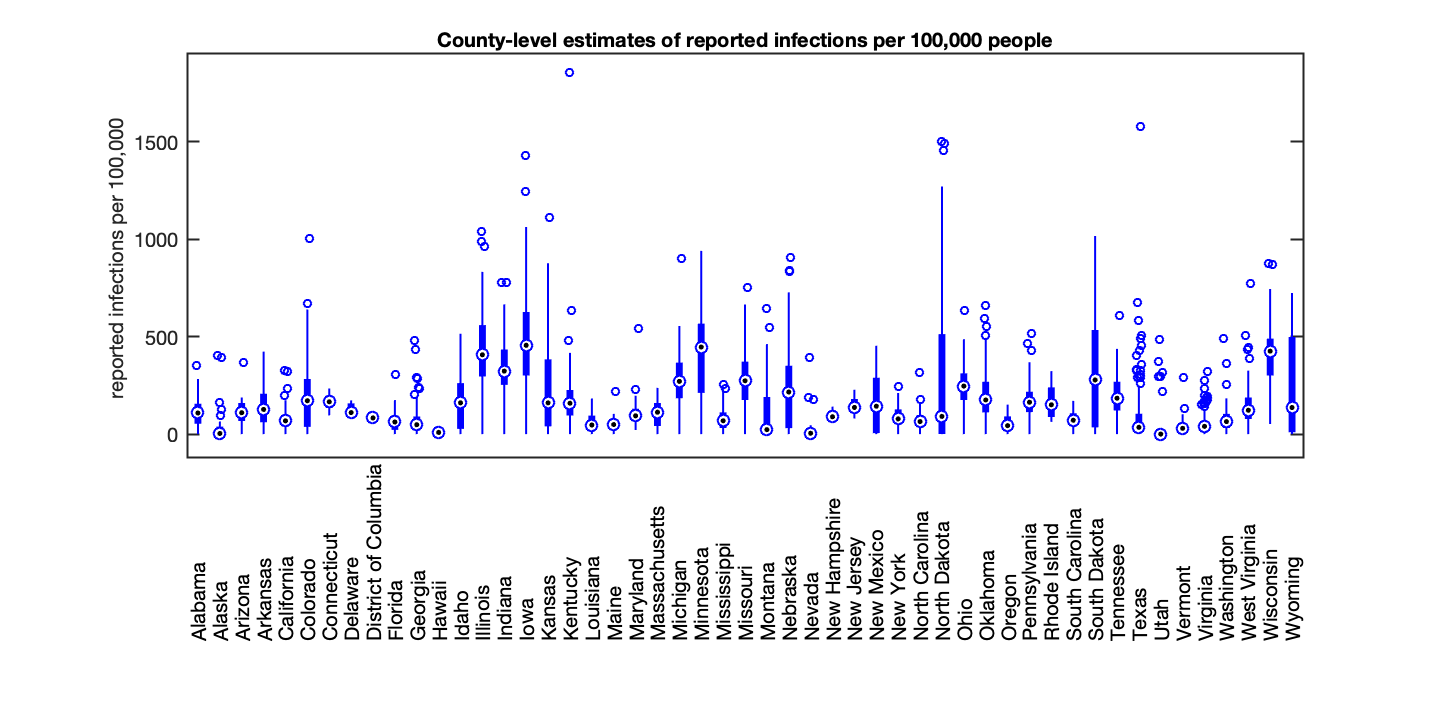 County-level estimates of reported infections per 100,000 people
reported infections per 100,000
1500
1000
500
0
Alabama
Alaska
Arizona
Arkansas
California
Colorado
Connecticut
Delaware
District of Columbia
Florida
Georgia
Hawaii
Idaho
Illinois
Indiana
Iowa
Kansas
Kentucky
Louisiana
Maine
Maryland
Massachusetts
Michigan
Minnesota
Mississippi
Missouri
Montana
Nebraska
Nevada
New Hampshire
New Jersey
New Mexico
New York
North Carolina
North Dakota
Ohio
Oklahoma
Oregon
Pennsylvania
Rhode Island
South Carolina
South Dakota
Tennessee
Texas
Utah
Vermont
Virginia
Washington
West Virginia
Wisconsin
Wyoming